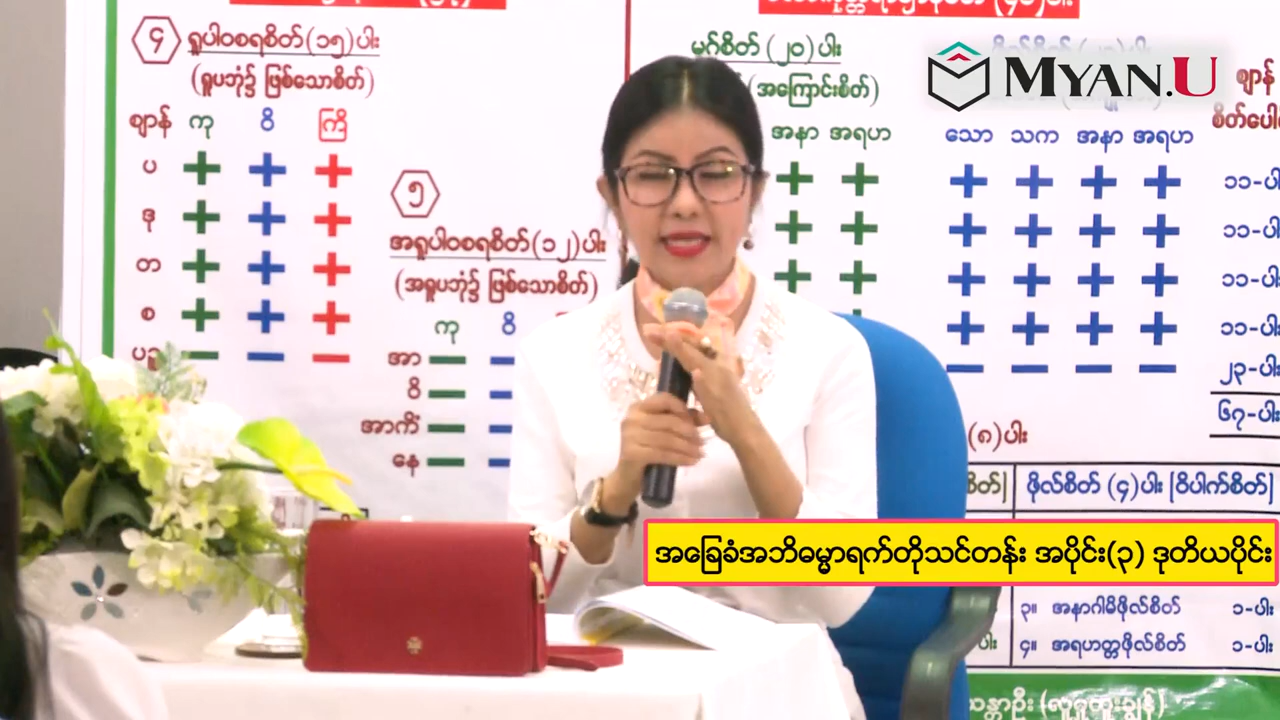 ၄ ရူပါဝစရစိတ်(၁၅)ပါး
(ရူပဘုံ၌ ဖြစ်သောစိတ်)
ဈာန် ကု ဝိ ကြိ
ပ + + +
ဒု + + +
တ + + +
စ + + +
ပဉ္ – – –
၅
အရူပါဝစရစိတ်(၁၂)ပါး
(အရူပဘုံ၌ ဖြစ်သောစိတ်)
ကု ဝိ
အာ – –
ဝိ – –
အာကိံ – –
နေ – –
မဂ်စိတ် (၂၀)ပါး
(အကြောင်းစိတ်)
အနာ အရဟ
+ +
+ +
+ +
MYAN.U
ဈာန်
သော သက အနာ အရဟ
+ + + + ၁၁-ပါး
+ + + + ၁၁-ပါး
+ + + + ၁၁-ပါး
+ + + + ၁၁-ပါး
– – – – ၂၃-ပါး
၆၇-ပါး
(၈)ပါး
ဖိုလ်စိတ် (၄)ပါး [ဝိပါက်စိတ်]
အခြေခံအဘိဓမ္မာရက်တိုသင်တန်း အပိုင်း(၃) ဒုတိယပိုင်း
၃။ အနာဂါမိဖိုလ်စိတ် ၁-ပါး
ပါး ၄။ အရဟတ္တဖိုလ်စိတ် ၁-ပါး